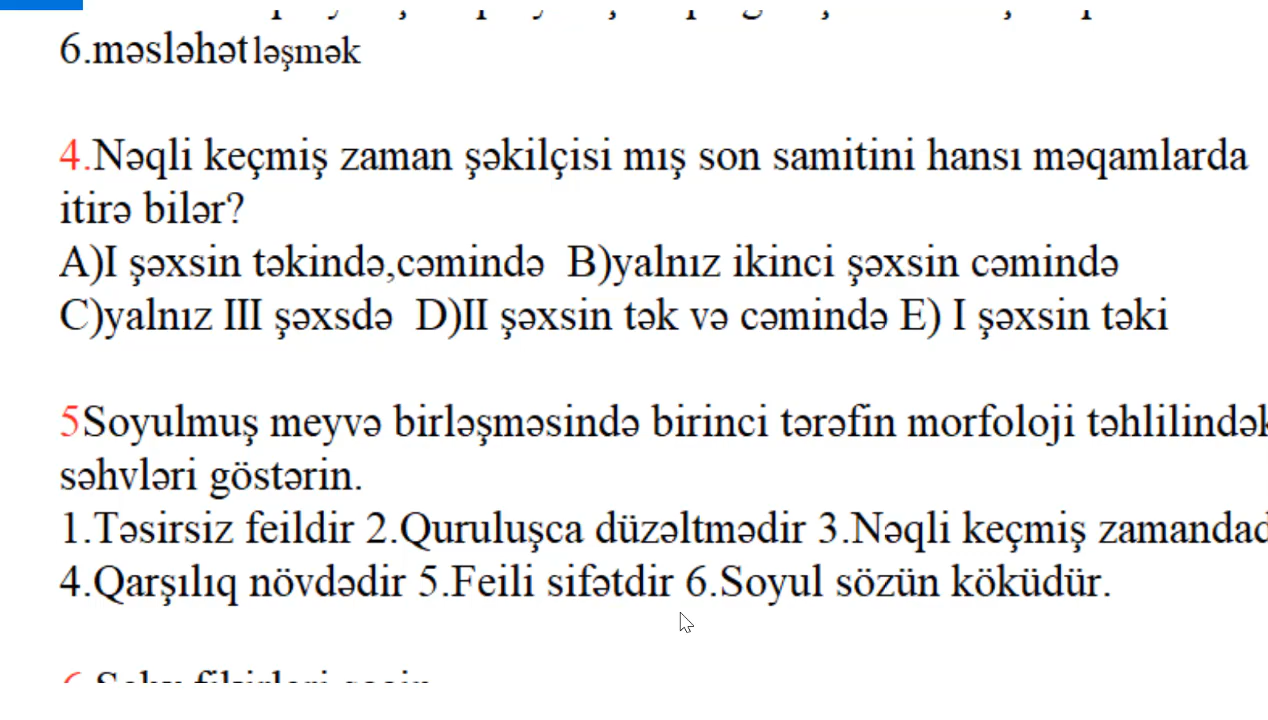 6.məsləhətləşmək
4.Nəqli keçmiş zaman şəkilçisi mış son samitini hansı məqamlarda
itirə bilər?
A)I şəxsin təkində,cəmində B)yalnız ikinci şəxsin cəmində
C)yalnız III şəxsdə D)II şəxsin tək və cəmində E) I şəxsin təki
5Soyulmuş meyvə birləşməsində birinci tərəfin morfoloji təhlilindək
səhvləri göstərin.
1.Təsirsiz feildir 2.Quruluşca düzəltmədir 3.Nəqli keçmiş zamandad
4.Qarşılıq növdədir 5.Feili sifətdir 6.Soyul sözün köküdür.